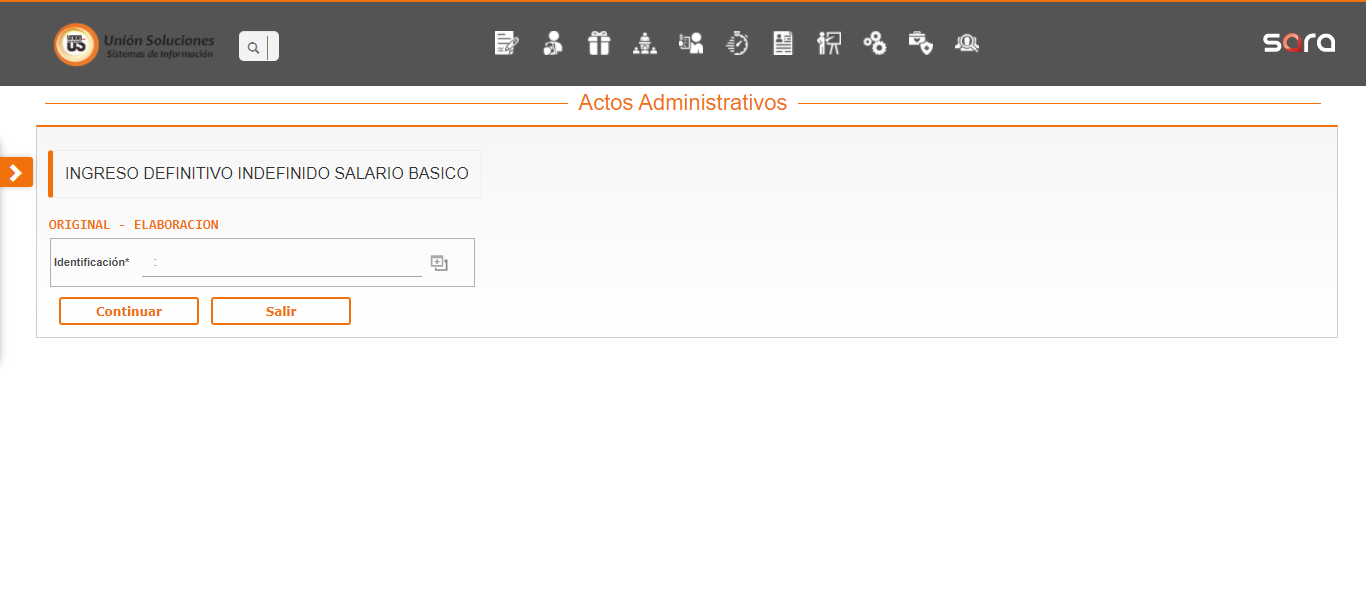 UNION
US
Unión Soluciones
Sistemas de Información
sara
Actos Administrativos
INGRESO DEFINITIVO INDEFINIDO SALARIO BASICO
ORIGINAL - ELABORACION
Identificación* :
Continuar Salir